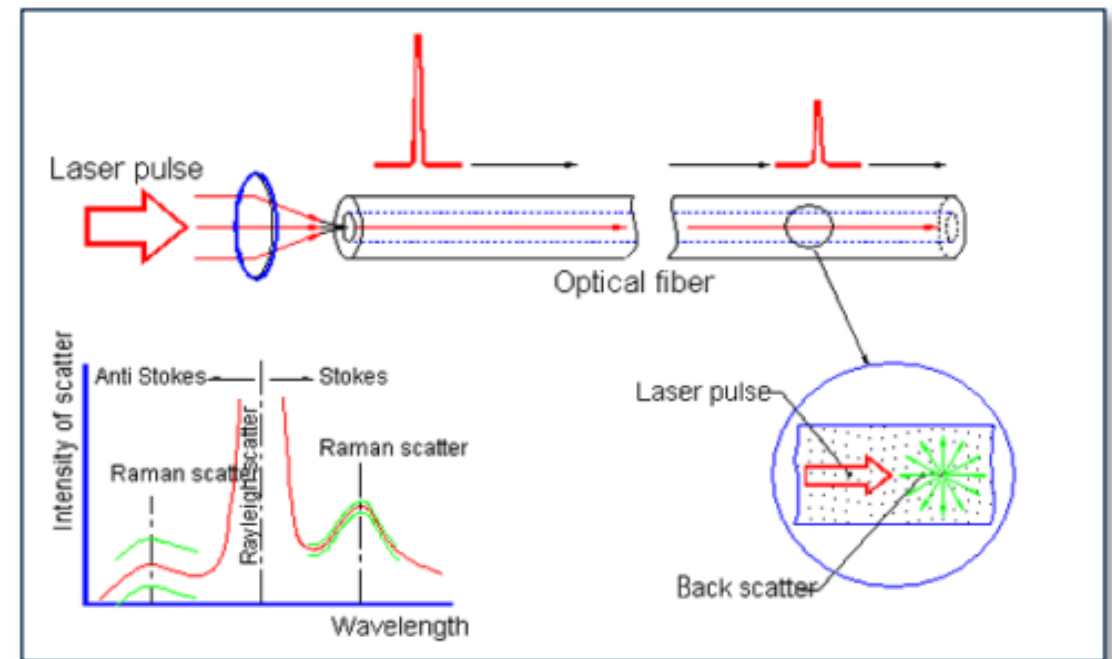 Laser pulse
Optical fiber
Intensity of scatter
Anti Stokes
Stokes
Raman scatter
Rayleigh scatter
Raman scatter
Wavelength
Laser pulse
Back scatter